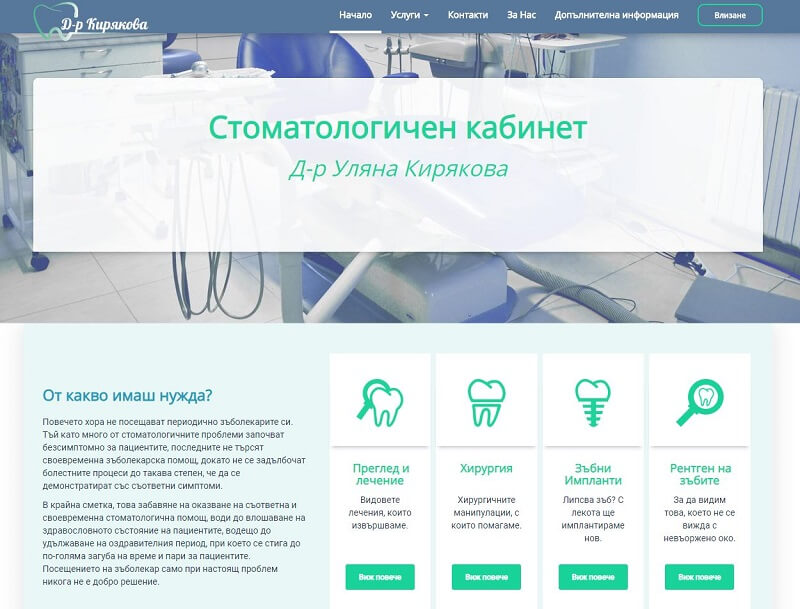 Д-р Кирякова
Начало Услуги Контакти За Нас Допълнителна информация Влизане
Стоматологичен кабинет
Д-р Уляна Кирякова
От какво имаш нужда?
Повечето хора не посещават периодично зъболекарите си.
Тъй като много от стоматологичните проблеми започват
безсимптомно за пациентите, последните не търсят
своевременна зъболекарска помощ, докато не се задълбочат
болестните процеси до такава степен, че да се
демонстратират със съответни симптоми.
В крайна сметка, това забавяне на оказване на съответна и
своевременна стоматологична помощ, води до влошаване на
здравословното състояние на пациентите, водещо до
удължаване на оздравителния период, при което се стига до
по-голяма загуба на време и пари за пациентите.
Посещението на зъболекар само при настоящ проблем
никога не е добро решение.
Преглед и
лечение
Видовете
лечения, които
извършваме.
Виж повече
Хирургия
Хирургичните
манипулации, с
които помагаме.
Виж повече
Зъбни
Импланти
Липсва зъб? С
лекота ще
имплантираме
нов.
Виж повече
Рентген на
зъбите
За да видим
това, което не се
вижда с
невъоржено око.
Виж повече